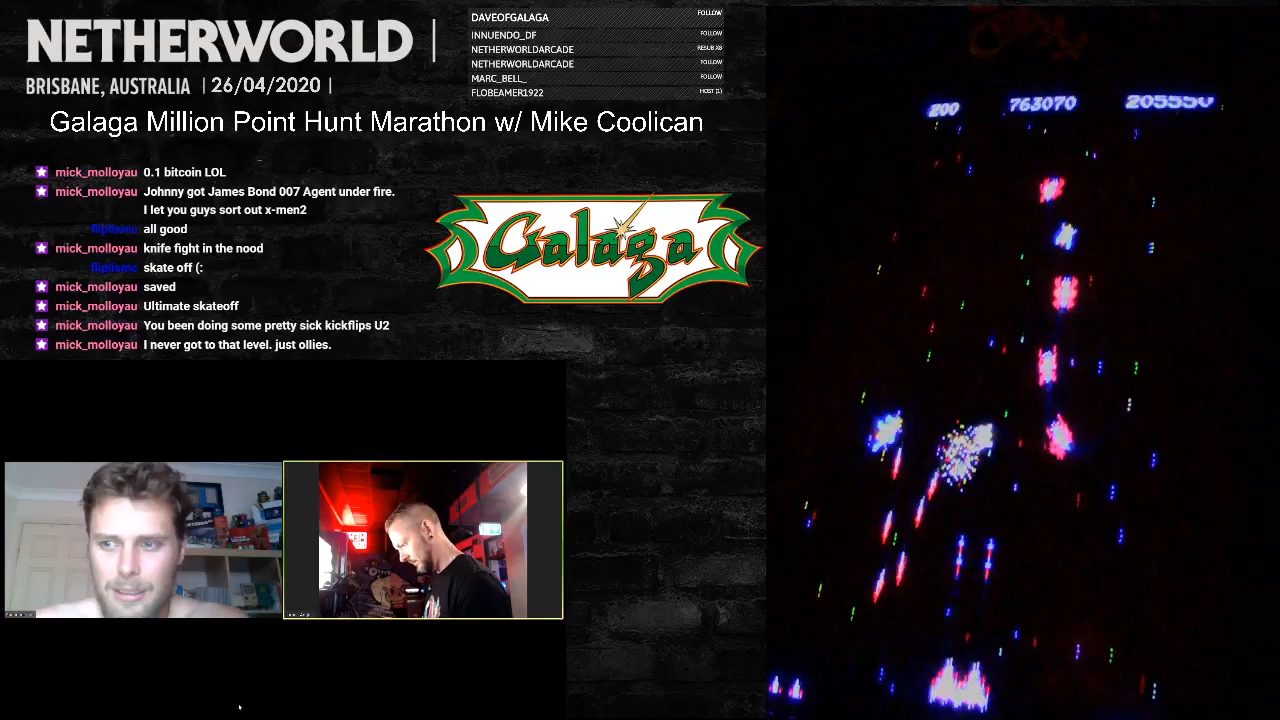 NETHERWORLD
BRISBANE, AUSTRALIA | 26/04/2020 |
DAVEOFGALAGA FOLLOW
INNUENDO_DF FOLLOW
NETHERWORLDARCADE RESUB X8
NETHERWORLDARCADE FOLLOW
MARC_BELL_ FOLLOW
FLOBEAMER1922 HOST (1)
Galaga Million Point Hunt Marathon w/ Mike Coolican
mick_molloyau 0.1 bitcoin LOL
mick_molloyau Johnny got James Bond 007 Agent under fire.
I let you guys sort out x-men2
all good
mick_molloyau knife fight in the nood
skate off (:
mick_molloyau saved
mick_molloyau Ultimate skateoff
mick_molloyau You been doing some pretty sick kickflips U2
mick_molloyau I never got to that level. just ollies.
Galaga
200 763070 205550